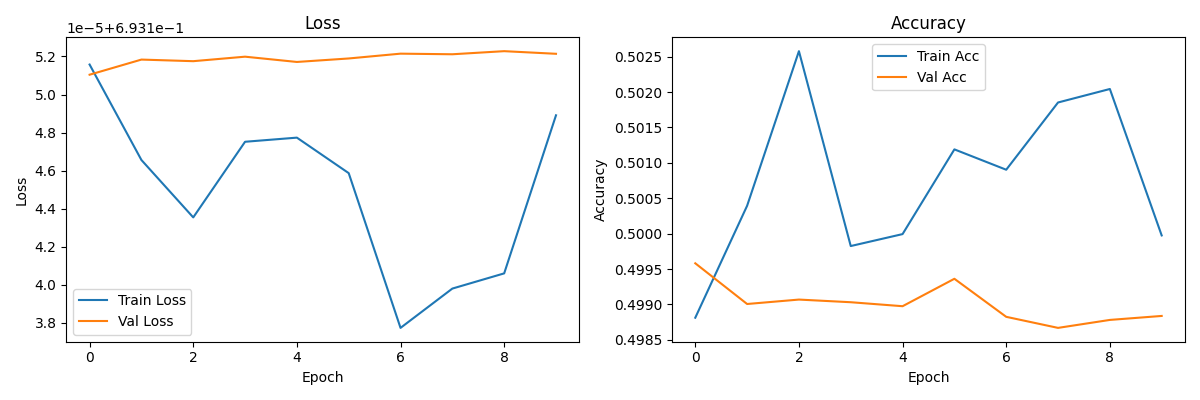 Loss
1e−5+6.931e−1
5.2
5.0
4.8
4.6
4.4
4.2
4.0
3.8
Loss
Train Loss
Val Loss
0 2 4 6 8
Epoch
Accuracy
0.5025
0.5020
0.5015
0.5010
0.5005
0.5000
0.4995
0.4990
0.4985
Accuracy
Train Acc
Val Acc
0 2 4 6 8
Epoch